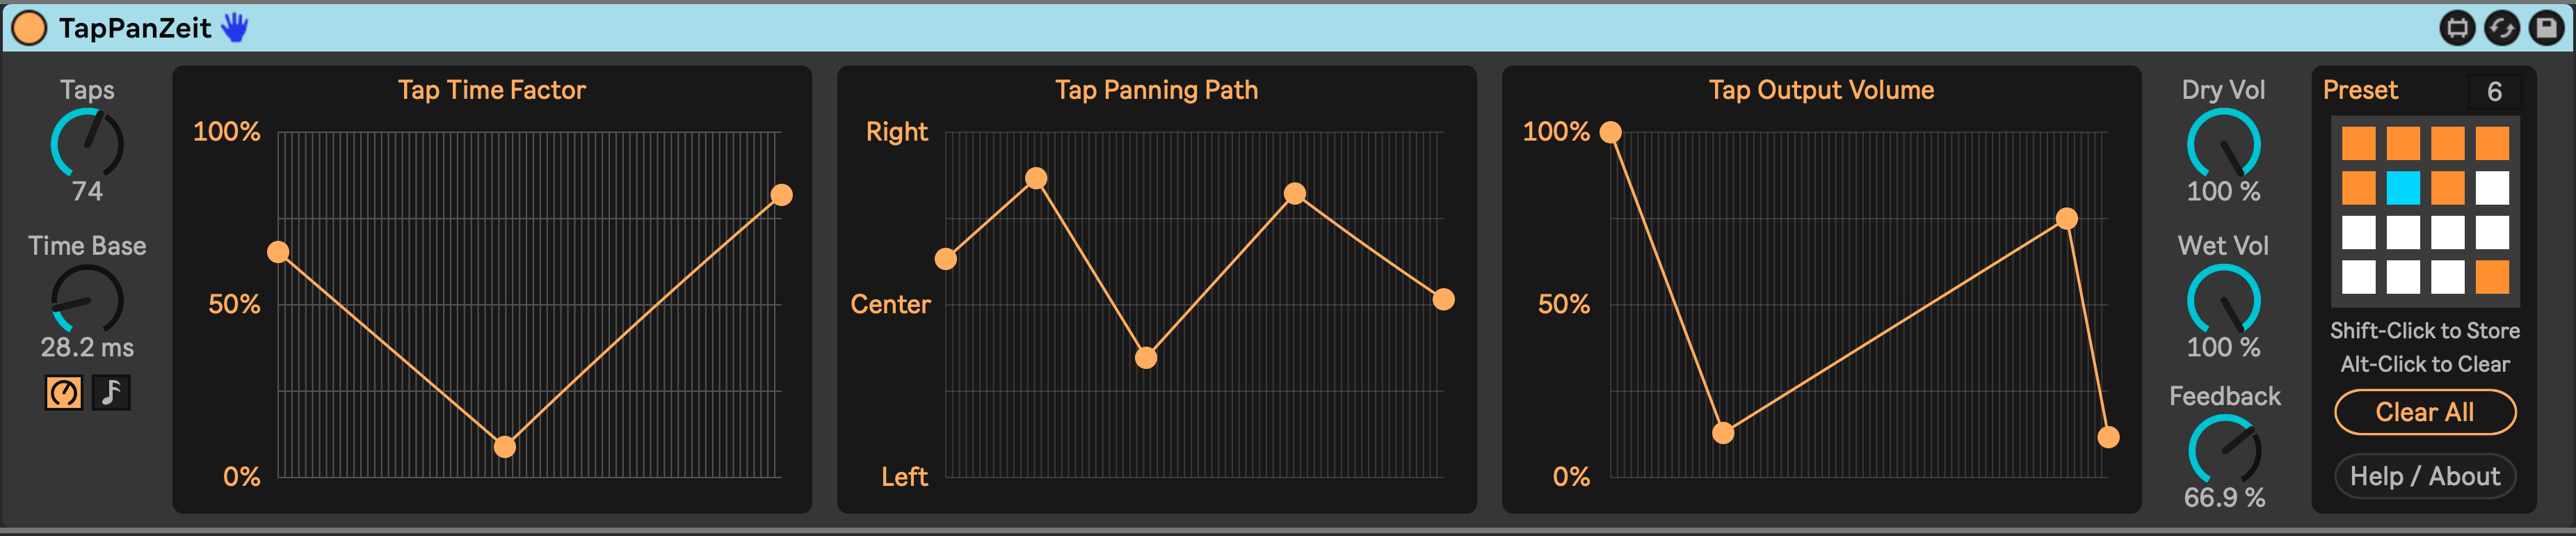 TapPanZeit
Taps
74
Time Base
28.2 ms
Tap Time Factor
100%
50%
0%
Tap Panning Path
Right
Center
Left
Tap Output Volume
100%
50%
0%
Dry Vol
100 %
Wet Vol
100 %
Feedback
66.9 %
Preset 6
Shift-Click to Store
Alt-Click to Clear
Clear All
Help / About